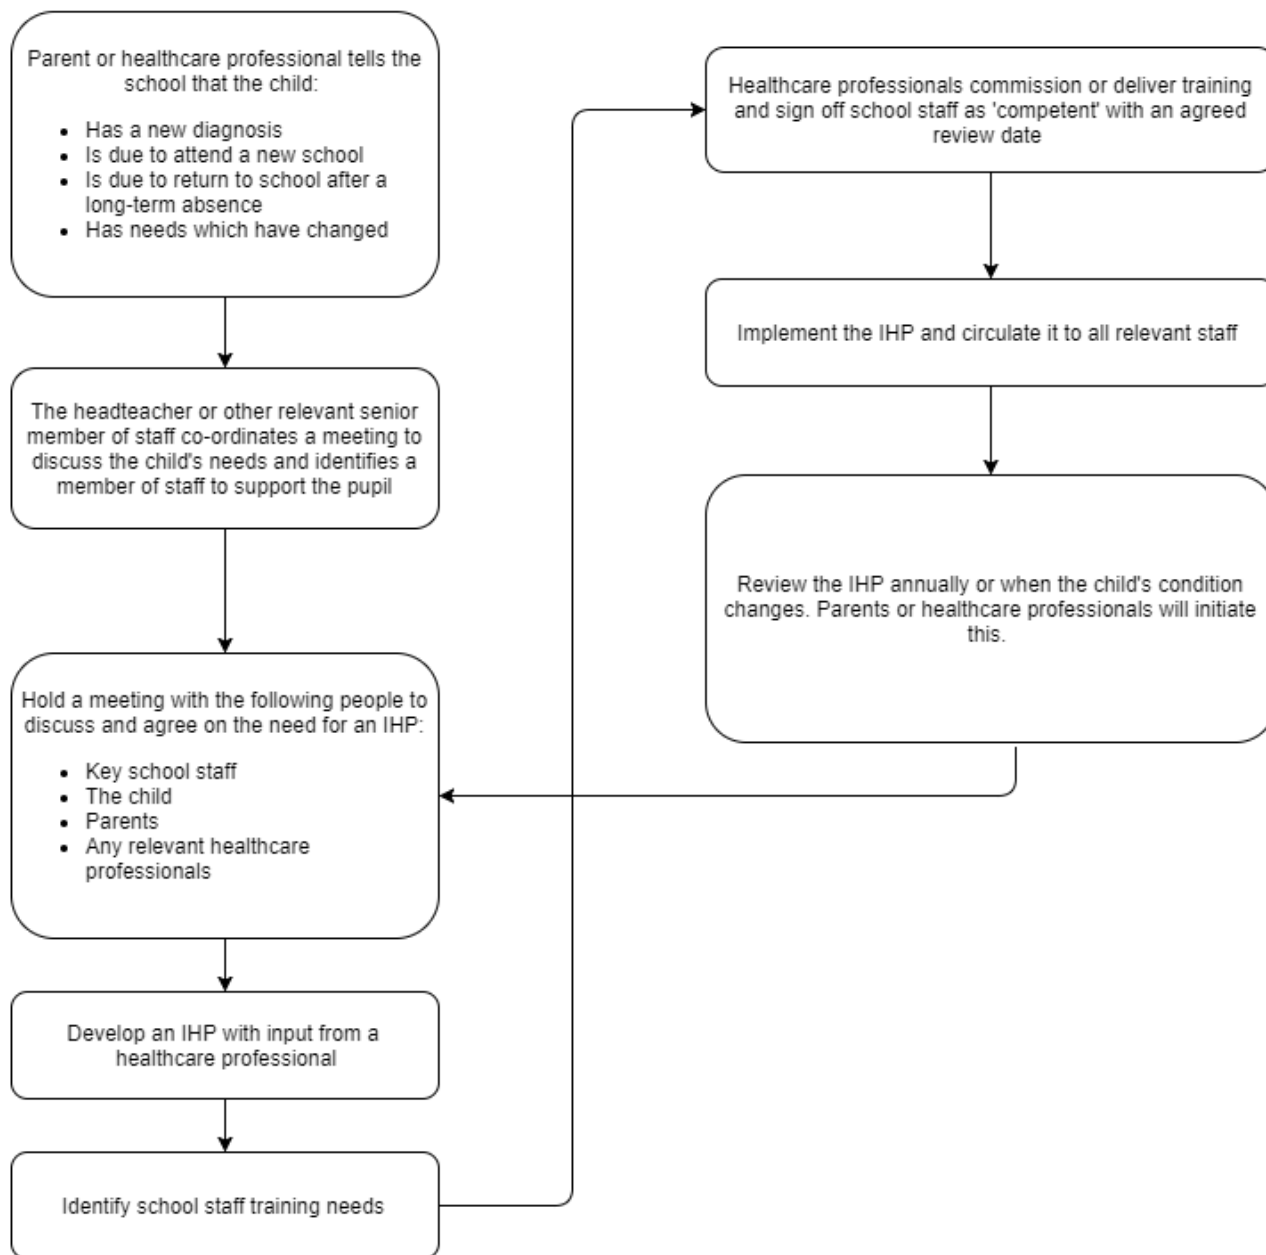 Parent or healthcare professional tells the
school that the child:
• Has a new diagnosis
• Is due to attend a new school
• Is due to return to school after a
long-term absence
• Has needs which have changed
The headteacher or other relevant senior
member of staff co-ordinates a meeting to
discuss the child's needs and identifies a
member of staff to support the pupil
Hold a meeting with the following people to
discuss and agree on the need for an IHP:
• Key school staff
• The child
• Parents
• Any relevant healthcare
professionals
Develop an IHP with input from a
healthcare professional
Identify school staff training needs
Healthcare professionals commission or deliver training
and sign off school staff as 'competent' with an agreed
review date
Implement the IHP and circulate it to all relevant staff
Review the IHP annually or when the child's condition
changes. Parents or healthcare professionals will initiate
this.